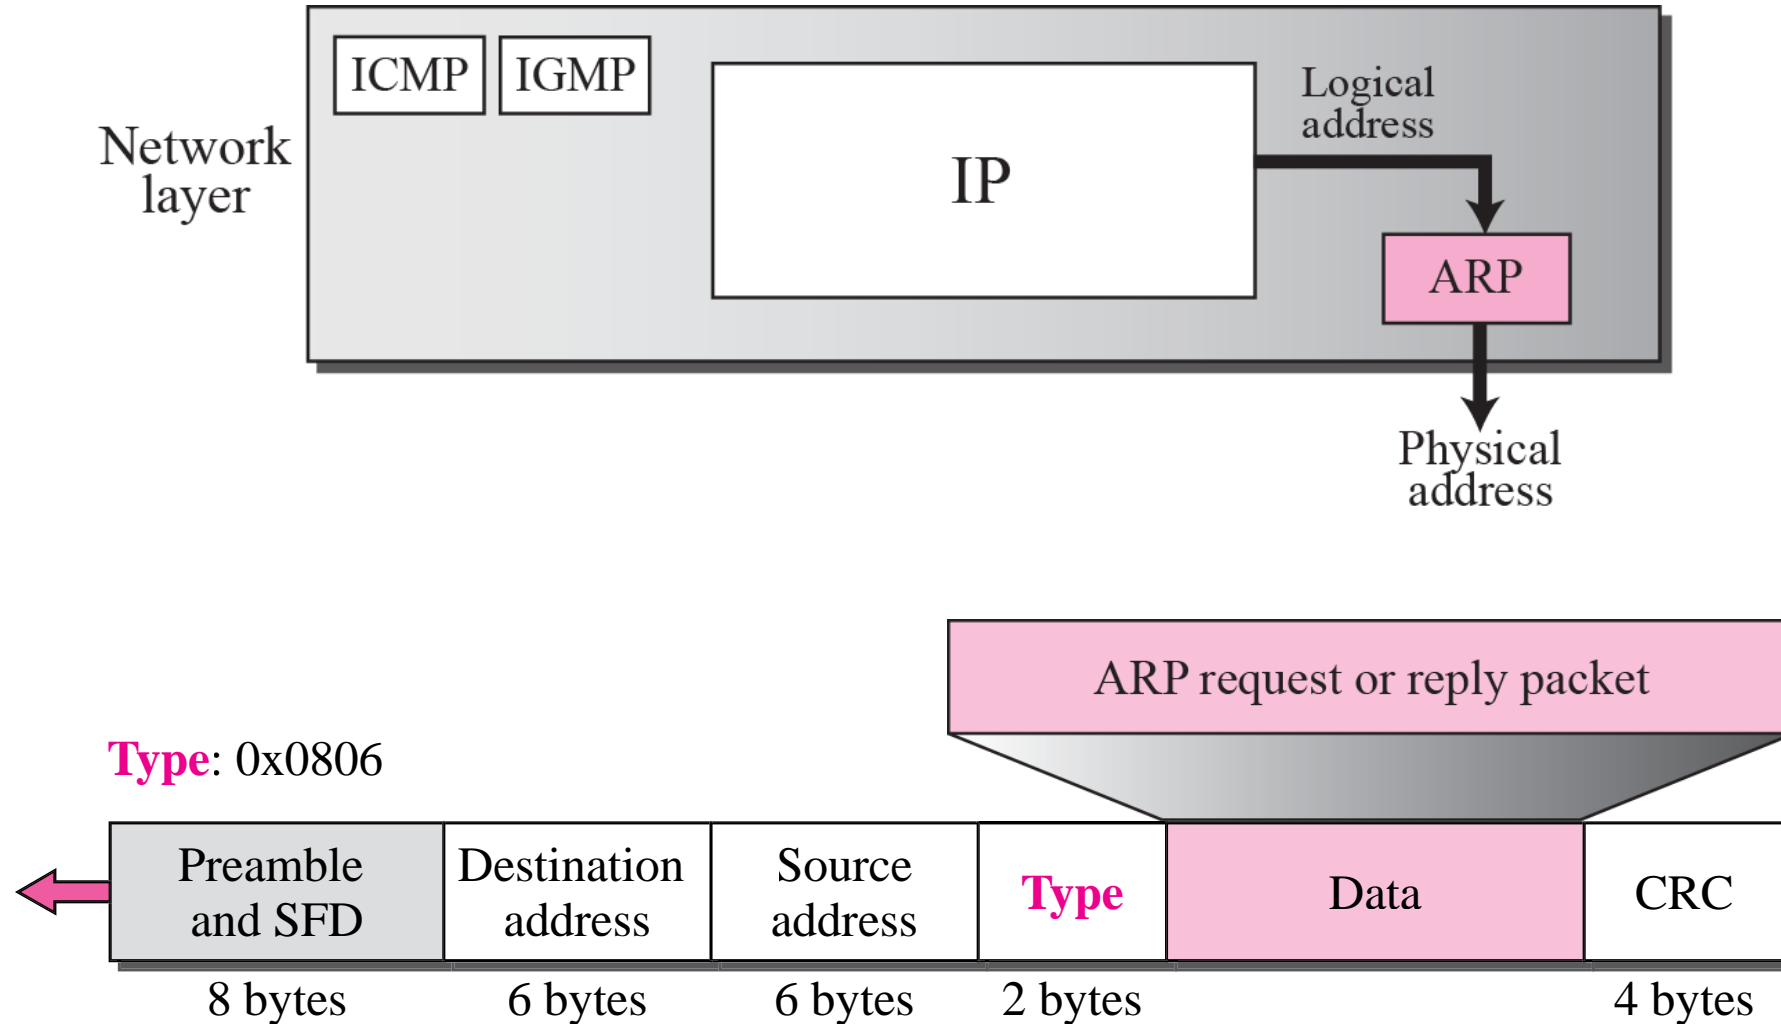 ICMP
IGMP
Logical
address
Network
layer
IP
ARP
Physical
address
ARP request or reply packet
Type: 0x0806
Preamble
and SFD
Destination
address
Source
address
Type
Data
CRC
8 bytes
6 bytes
6 bytes
2 bytes
4 bytes